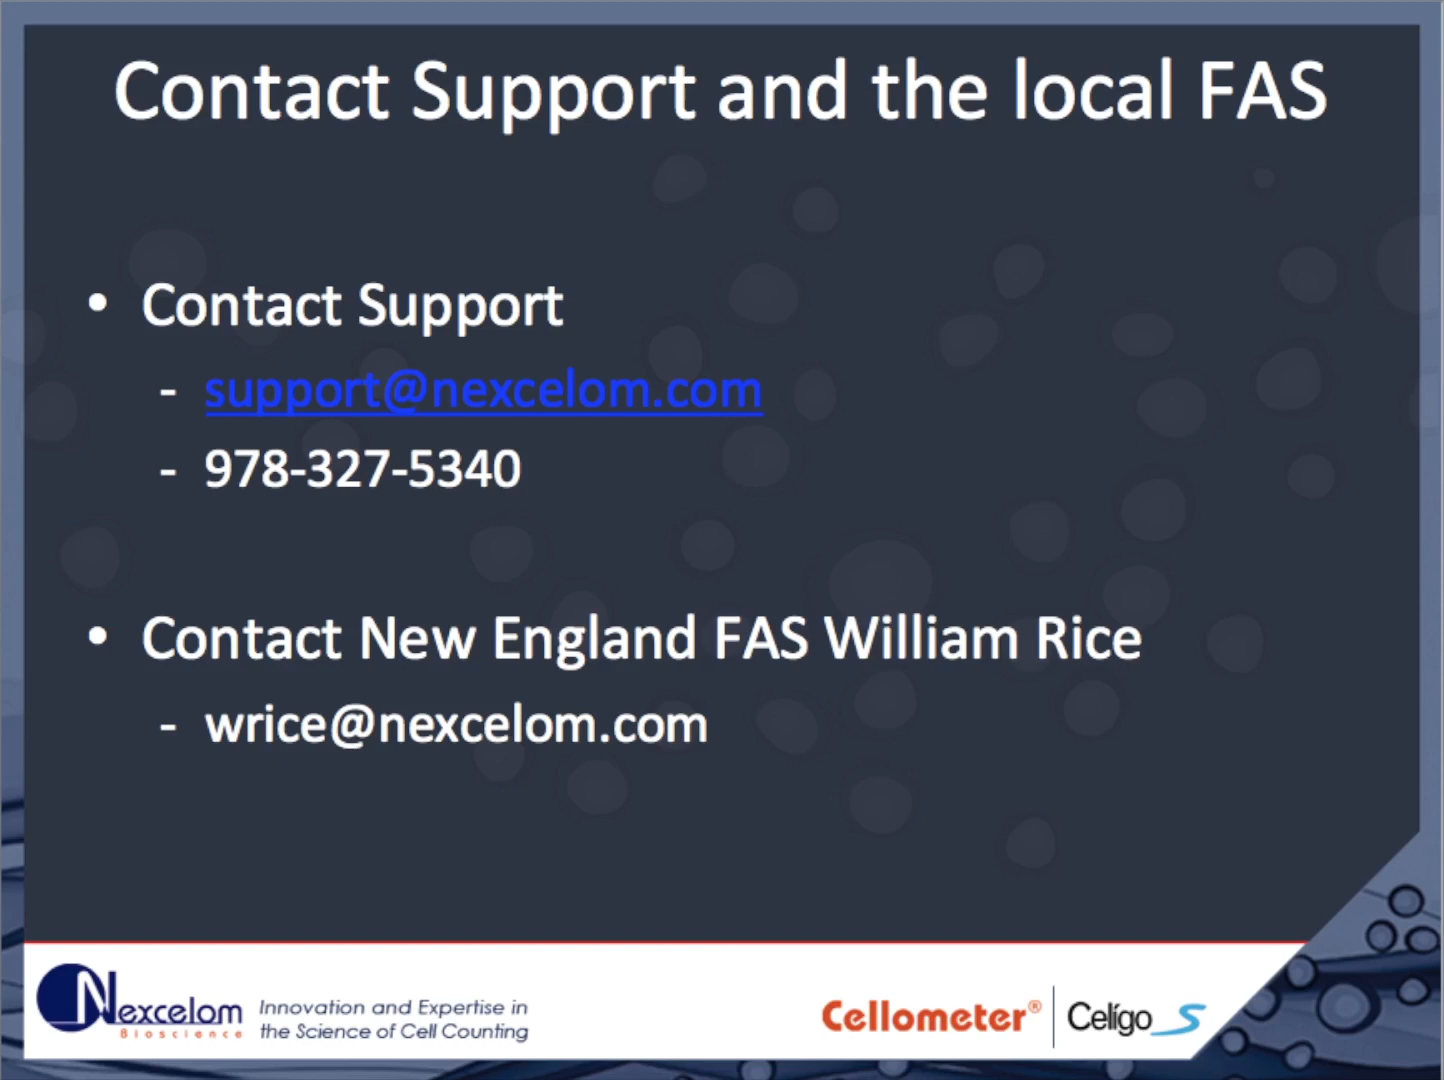 Contact Support and the local FAS
• Contact Support
- support@nexcelom.com
- 978-327-5340
• Contact New England FAS William Rice
- wrice@nexcelom.com
Nexcelom
Bioscience
Innovation and Expertise in
the Science of Cell Counting
Cellometer®
Celígo S